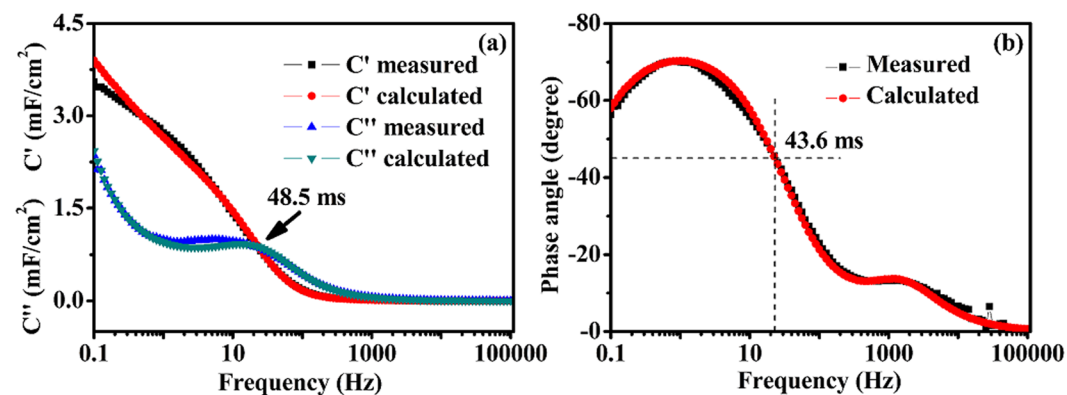 (a)
C' measured
C' calculated
C'' measured
C'' calculated
48.5 ms
4.5
3.0
1.5
0.0
C'' (mF/cm²) C' (mF/cm²)
0.1 10 1000 100000
Frequency (Hz)
(b)
Measured
Calculated
43.6 ms
-80
-60
-40
-20
-0
Phase angle (degree)
0.1 10 1000 100000
Frequency (Hz)